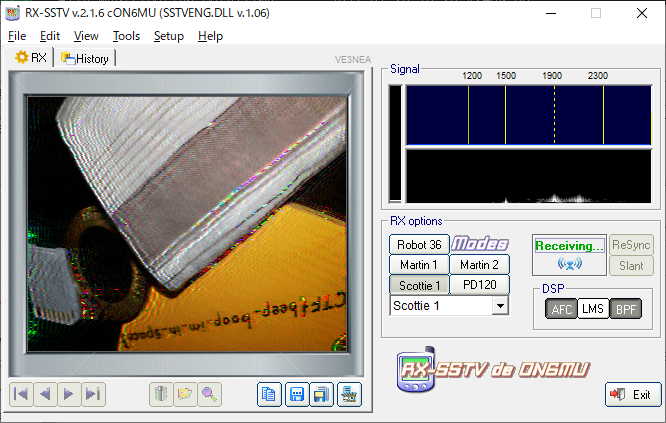 RX-SSTV v.2.1.6 cON6MU (SSTVENG.DLL v.1.06)
File Edit View Tools Setup Help
RX History
VE3NEA
CTF{beep_boop_im_in_space}
Signal
1200 1500 1900 2300
RX options
Robot 36 Modes
Martin 1 Martin 2
Scottie 1 PD120
Scottie 1
Receiving...
ReSync
Slant
DSP
AFC LMS BPF
RX-SSTV de ON6MU
Exit